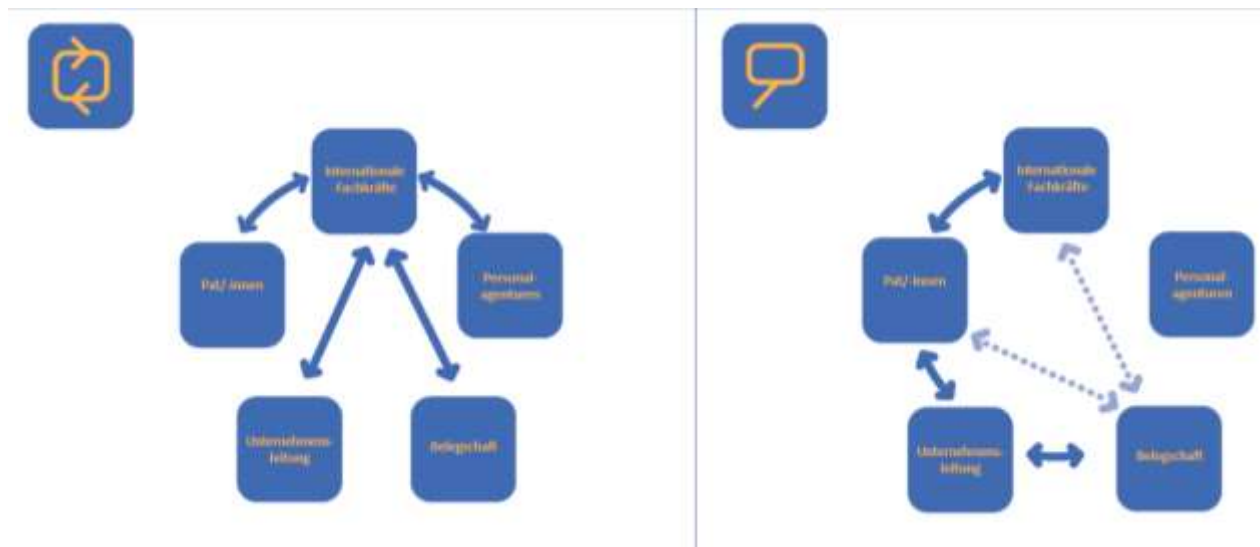 Internationale
Fachkräfte
Pat/-innen
Personal-
agenturen
Unternehmens-
leitung
Belegschaft
Internationale
Fachkräfte
Pat/-innen
Personal
agenturen
Unternehmens-
leitung
Belegschaft